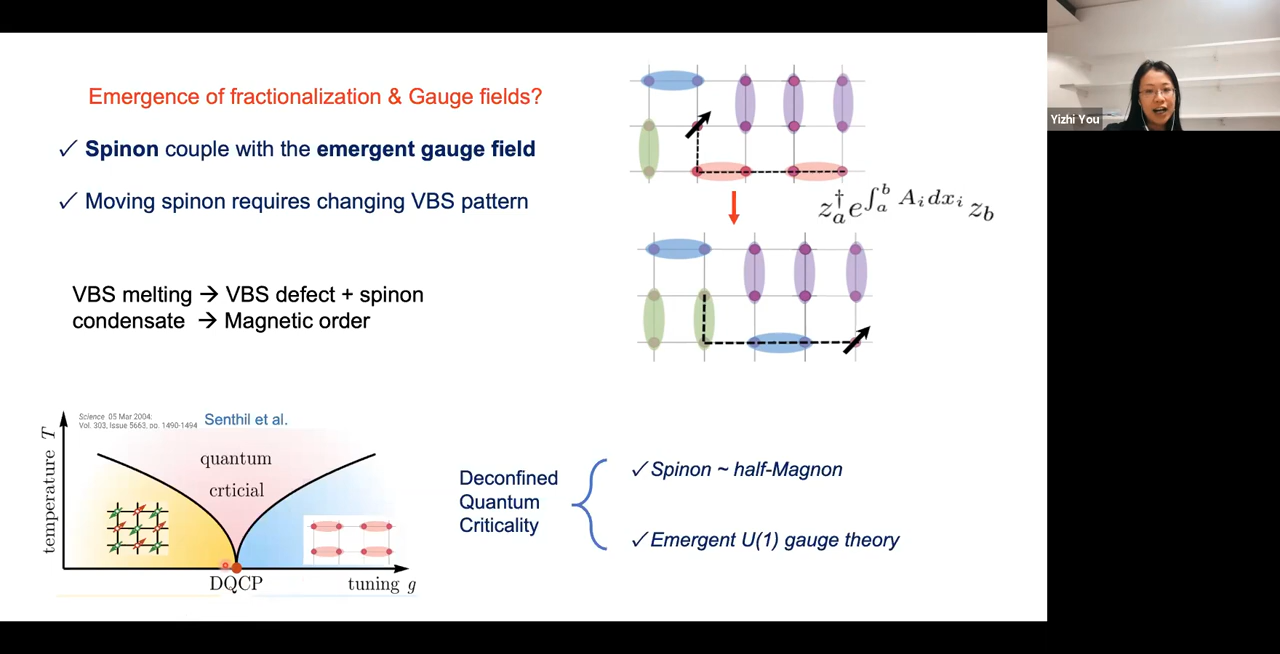 Emergence of fractionalization & Gauge fields?
✓ Spinon couple with the emergent gauge field
✓ Moving spinon requires changing VBS pattern
VBS melting → VBS defect + spinon
condensate → Magnetic order
z_a^† e^{∫_a^b A_i dx_i} z_b
Yizhi You
Science 05 Mar 2004:
Vol. 303, Issue 5663, pp. 1490-1494
Senthil et al.
temperature T
quantum
crticial
DQCP
tuning g
Deconfined
Quantum
Criticality
✓ Spinon ~ half-Magnon
✓ Emergent U(1) gauge theory